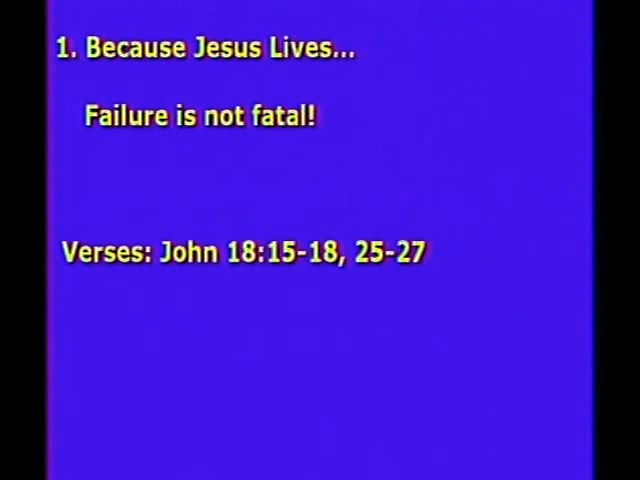 1. Because Jesus Lives...
Failure is not fatal!
Verses: John 18:15-18, 25-27